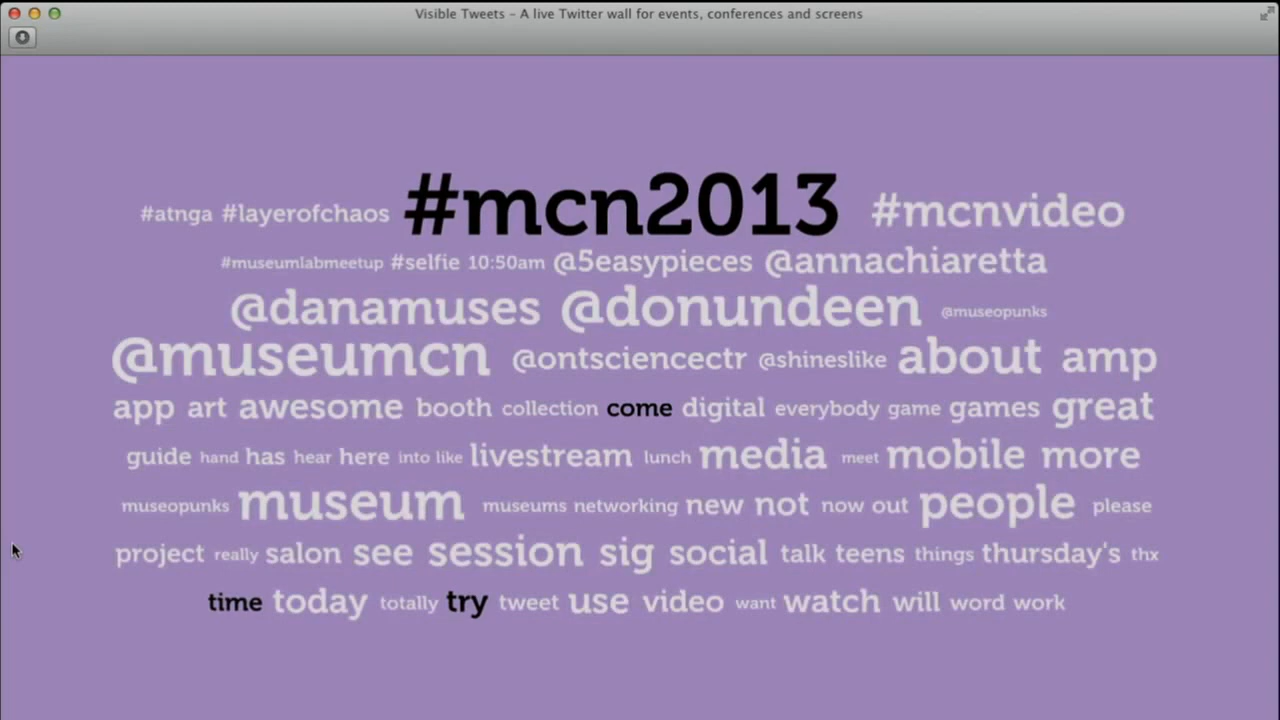 Visible Tweets – A live Twitter wall for events, conferences and screens
#atnga #layerofchaos #mcn2013 #mcnvideo
#museumlabmeetup #selfie 10:50am @5easypieces @annachiaretta
@danamuses @donundeen @museopunks
@museumcn @ontsciencectr @shineslike about amp
app art awesome booth collection come digital everybody game games great
guide hand has hear here into like livestream lunch media meet mobile more
museopunks museum museums networking new not now out people please
project really salon see session sig social talk teens things thursday's thx
time today totally try tweet use video want watch will word work